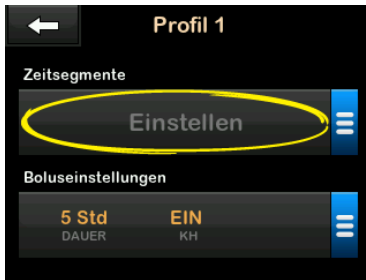 Profil 1
Zeitsegmente
Einstellen
Boluseinstellungen
5 Std EIN
DAUER KH